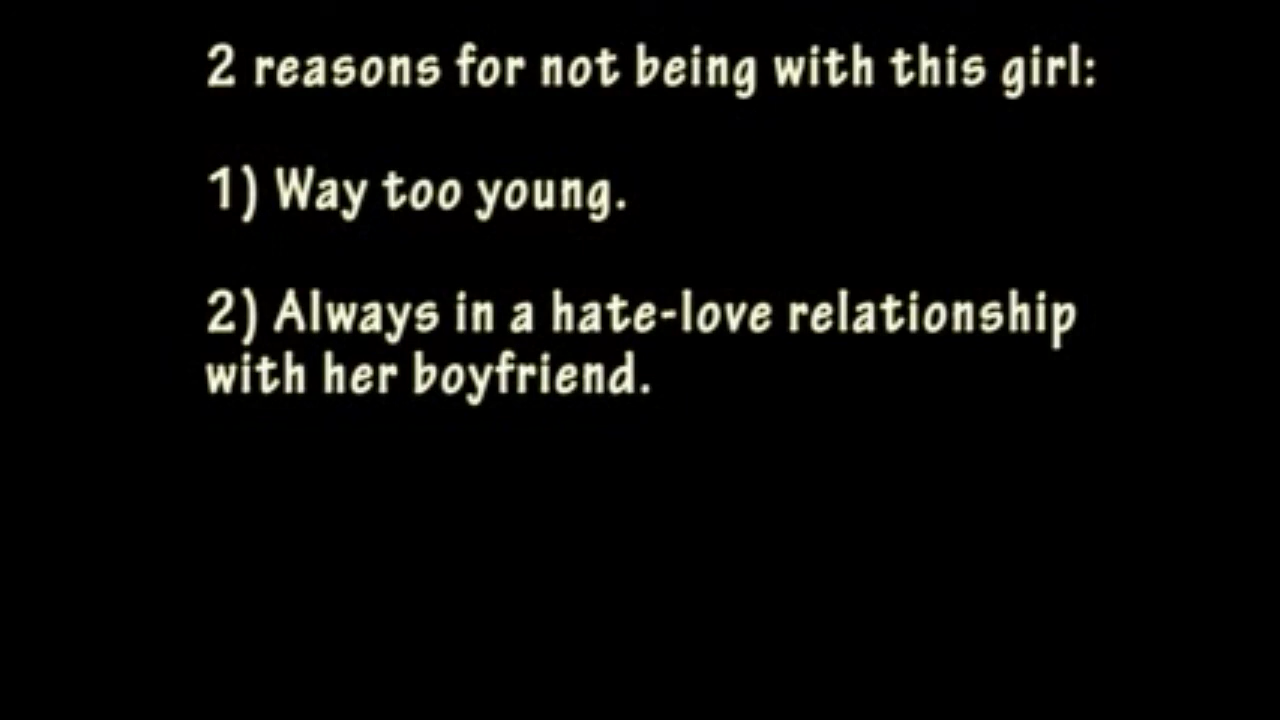 2 reasons for not being with this girl:
1) Way too young.
2) Always in a hate-love relationship
with her boyfriend.